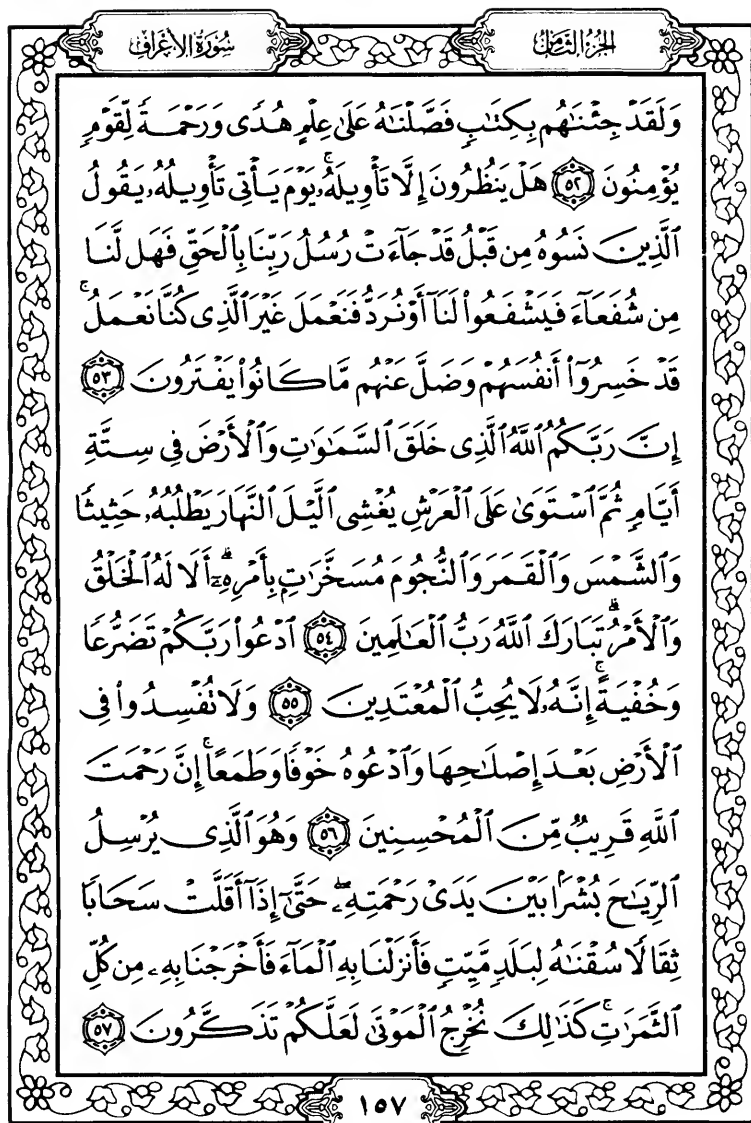 الجزء الثامن
سورة الأعراف
وَلَقَدْ جِئْنَٰهُم بِكِتَٰبٍ فَصَّلْنَٰهُ عَلَىٰ عِلْمٍ هُدًى وَرَحْمَةً لِّقَوْمٍ
يُؤْمِنُونَ ٥٢ هَلْ يَنظُرُونَ إِلَّا تَأْوِيلَهُۥۚ يَوْمَ يَأْتِى تَأْوِيلُهُۥ يَقُولُ
ٱلَّذِينَ نَسُوهُ مِن قَبْلُ قَدْ جَآءَتْ رُسُلُ رَبِّنَا بِٱلْحَقِّ فَهَل لَّنَا
مِن شُفَعَآءَ فَيَشْفَعُوا۟ لَنَآ أَوْ نُرَدُّ فَنَعْمَلَ غَيْرَ ٱلَّذِى كُنَّا نَعْمَلُۚ
قَدْ خَسِرُوٓا۟ أَنفُسَهُمْ وَضَلَّ عَنْهُم مَّا كَانُوا۟ يَفْتَرُونَ ٥٣
إِنَّ رَبَّكُمُ ٱللَّهُ ٱلَّذِى خَلَقَ ٱلسَّمَٰوَٰتِ وَٱلْأَرْضَ فِى سِتَّةِ
أَيَّامٍ ثُمَّ ٱسْتَوَىٰ عَلَى ٱلْعَرْشِ يُغْشِى ٱلَّيْلَ ٱلنَّهَارَ يَطْلُبُهُۥ حَثِيثًا
وَٱلشَّمْسَ وَٱلْقَمَرَ وَٱلنُّجُومَ مُسَخَّرَٰتٍۭ بِأَمْرِهِۦٓۗ أَلَا لَهُ ٱلْخَلْقُ
وَٱلْأَمْرُۗ تَبَارَكَ ٱللَّهُ رَبُّ ٱلْعَٰلَمِينَ ٥٤ ٱدْعُوا۟ رَبَّكُمْ تَضَرُّعًا
وَخُفْيَةًۚ إِنَّهُۥ لَا يُحِبُّ ٱلْمُعْتَدِينَ ٥٥ وَلَا تُفْسِدُوا۟ فِى
ٱلْأَرْضِ بَعْدَ إِصْلَٰحِهَا وَٱدْعُوهُ خَوْفًا وَطَمَعًاۚ إِنَّ رَحْمَتَ
ٱللَّهِ قَرِيبٌ مِّنَ ٱلْمُحْسِنِينَ ٥٦ وَهُوَ ٱلَّذِى يُرْسِلُ
ٱلرِّيَٰحَ بُشْرًۢا بَيْنَ يَدَىْ رَحْمَتِهِۦۖ حَتَّىٰٓ إِذَآ أَقَلَّتْ سَحَابًا
ثِقَالًا سُقْنَٰهُ لِبَلَدٍ مَّيِّتٍ فَأَنزَلْنَا بِهِ ٱلْمَآءَ فَأَخْرَجْنَا بِهِۦ مِن كُلِّ
ٱلثَّمَرَٰتِۚ كَذَٰلِكَ نُخْرِجُ ٱلْمَوْتَىٰ لَعَلَّكُمْ تَذَكَّرُونَ ٥٧
١٥٧